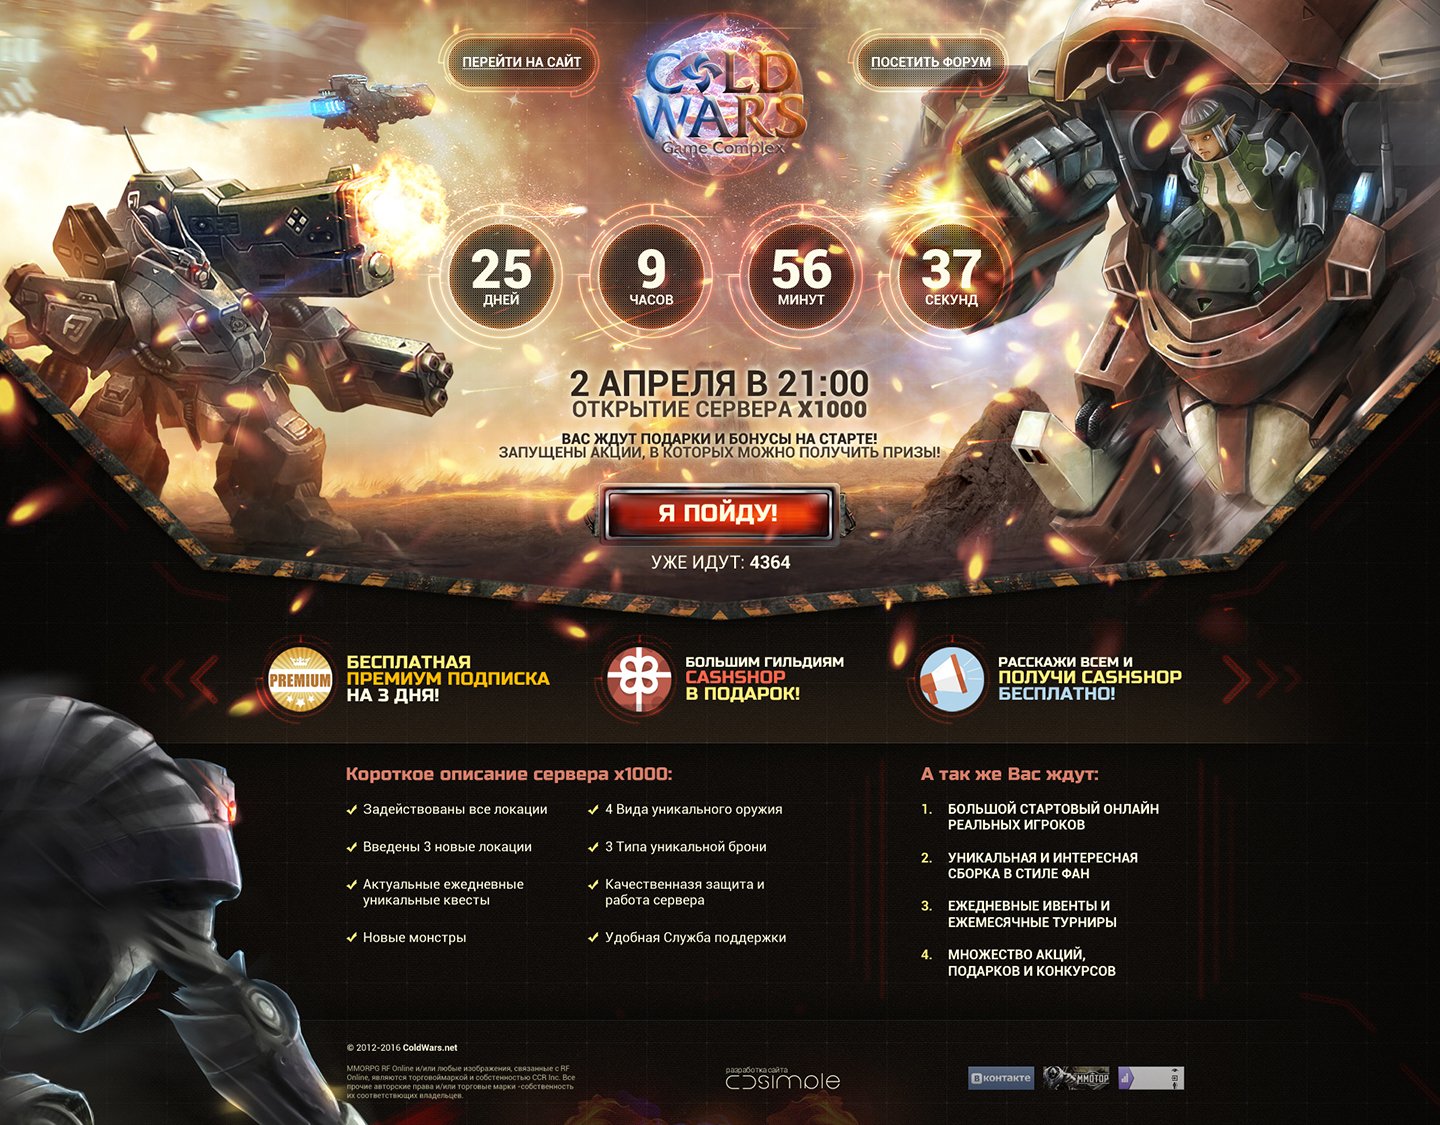 ПЕРЕЙТИ НА САЙТ
COLD
WARS
Game Complex
ПОСЕТИТЬ ФОРУМ
25
ДНЕЙ
9
ЧАСОВ
56
МИНУТ
37
СЕКУНД
2 АПРЕЛЯ В 21:00
ОТКРЫТИЕ СЕРВЕРА X1000
ВАС ЖДУТ ПОДАРКИ И БОНУСЫ НА СТАРТЕ!
ЗАПУЩЕНЫ АКЦИИ, В КОТОРЫХ МОЖНО ПОЛУЧИТЬ ПРИЗЫ!
Я ПОЙДУ!
УЖЕ ИДУТ: 4364
PREMIUM
БЕСПЛАТНАЯ
ПРЕМИУМ ПОДПИСКА
НА 3 ДНЯ!
БОЛЬШИМ ГИЛЬДИЯМ
CASHSHOP
В ПОДАРОК!
РАССКАЖИ ВСЕМ И
ПОЛУЧИ CASHSHOP
БЕСПЛАТНО!
Короткое описание сервера x1000:
Задействованы все локации
Введены 3 новые локации
Актуальные ежедневные
уникальные квесты
Новые монстры
4 Вида уникального оружия
3 Типа уникальной брони
Качественназя защита и
работа сервера
Удобная Служба поддержки
А так же Вас ждут:
1. БОЛЬШОЙ СТАРТОВЫЙ ОНЛАЙН
РЕАЛЬНЫХ ИГРОКОВ
2. УНИКАЛЬНАЯ И ИНТЕРЕСНАЯ
СБОРКА В СТИЛЕ ФАН
3. ЕЖЕДНЕВНЫЕ ИВЕНТЫ И
ЕЖЕМЕСЯЧНЫЕ ТУРНИРЫ
4. МНОЖЕСТВО АКЦИЙ,
ПОДАРКОВ И КОНКУРСОВ
© 2012-2016 ColdWars.net
MMORPG RF Online и/или любые изображения, связанные с RF
Online, являются торговоймаркой и собстенностью CCR Inc. Все
прочие авторские права и/или торговые марки -собственность
их соответствующих владельцев.
разработка сайта
simple
В контакте
ММОТОР